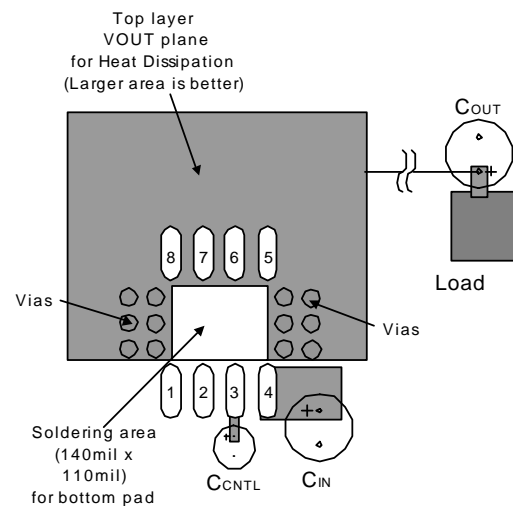 Top layer
VOUT plane
for Heat Dissipation
(Larger area is better)
COUT
+
8 7 6 5
Load
Vias
Vias
1 2 3 4
+
+
Soldering area
(140mil x
110mil)
for bottom pad
CCNTL
CIN